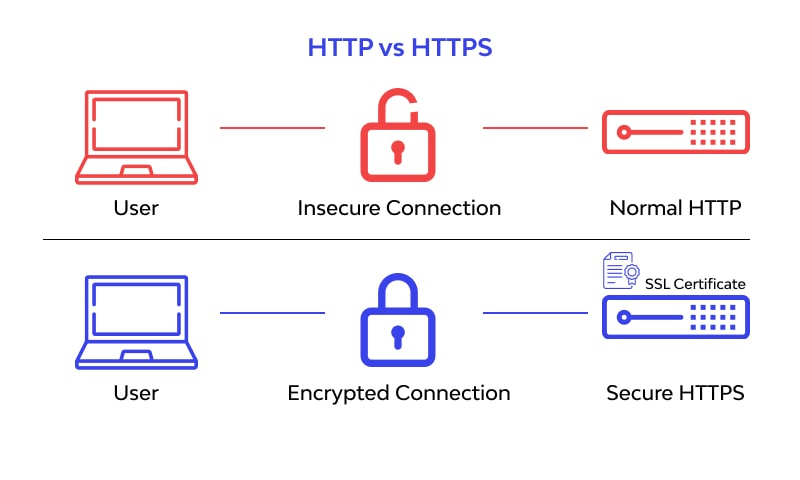 HTTP vs HTTPS
User
Insecure Connection
Normal HTTP
SSL Certificate
User
Encrypted Connection
Secure HTTPS